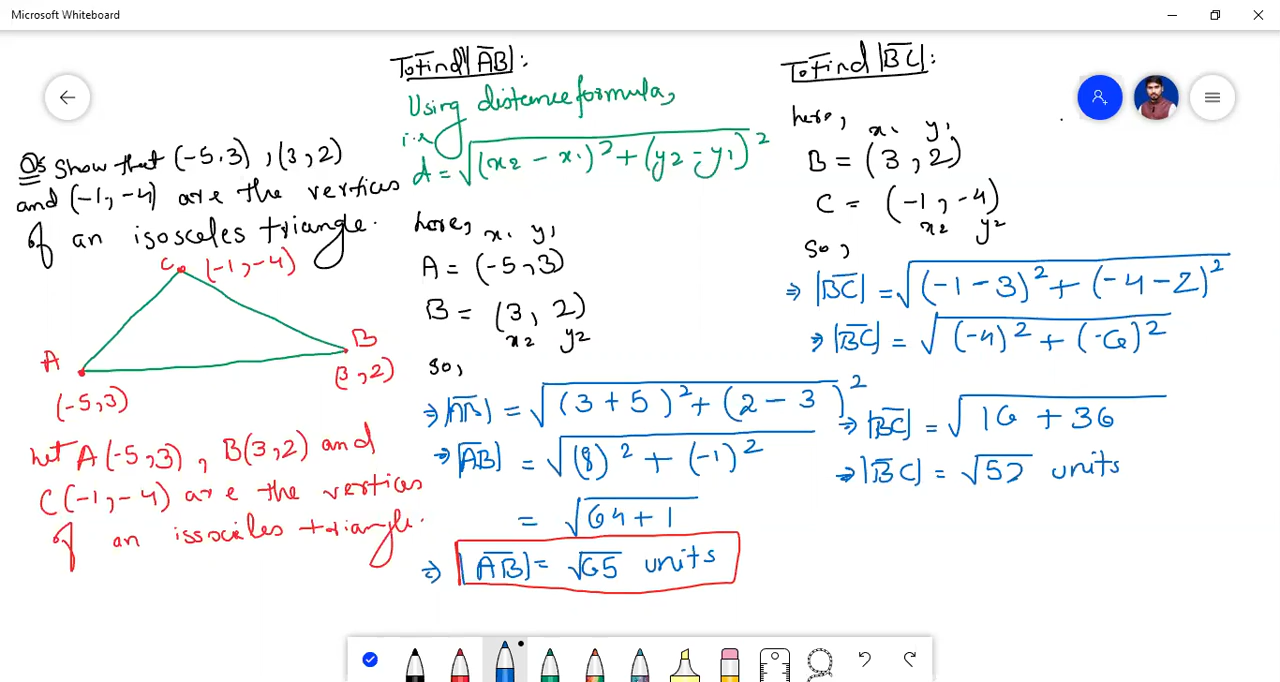 Microsoft Whiteboard
Qs Show that (-5,3) , (3,2)
and (-1,-4) are the vertices
of an isosceles triangle.
C (-1,-4)
A
B
(-5,3)
(3,2)
Let A(-5,3) , B(3,2) and
C(-1,-4) are the vertices
of an issoceles triangle.
To Find |AB| :
Using distance formula,
i.e
d = √(x2 - x1)² + (y2 - y1)²
here, x1 y1
A = (-5,3)
B = (3, 2)
x2 y2
so,
⇒ |AB| = √(3+5)² + (2-3)²
⇒ |AB| = √(8)² + (-1)²
= √64+1
⇒ |AB| = √65 units
To Find |BC| :
here, x1 y1
B = (3,2)
C = (-1,-4)
x2 y2
so,
⇒ |BC| = √(-1-3)² + (-4-2)²
⇒ |BC| = √(-4)² + (-6)²
⇒ |BC| = √16 + 36
⇒ |BC| = √52 units